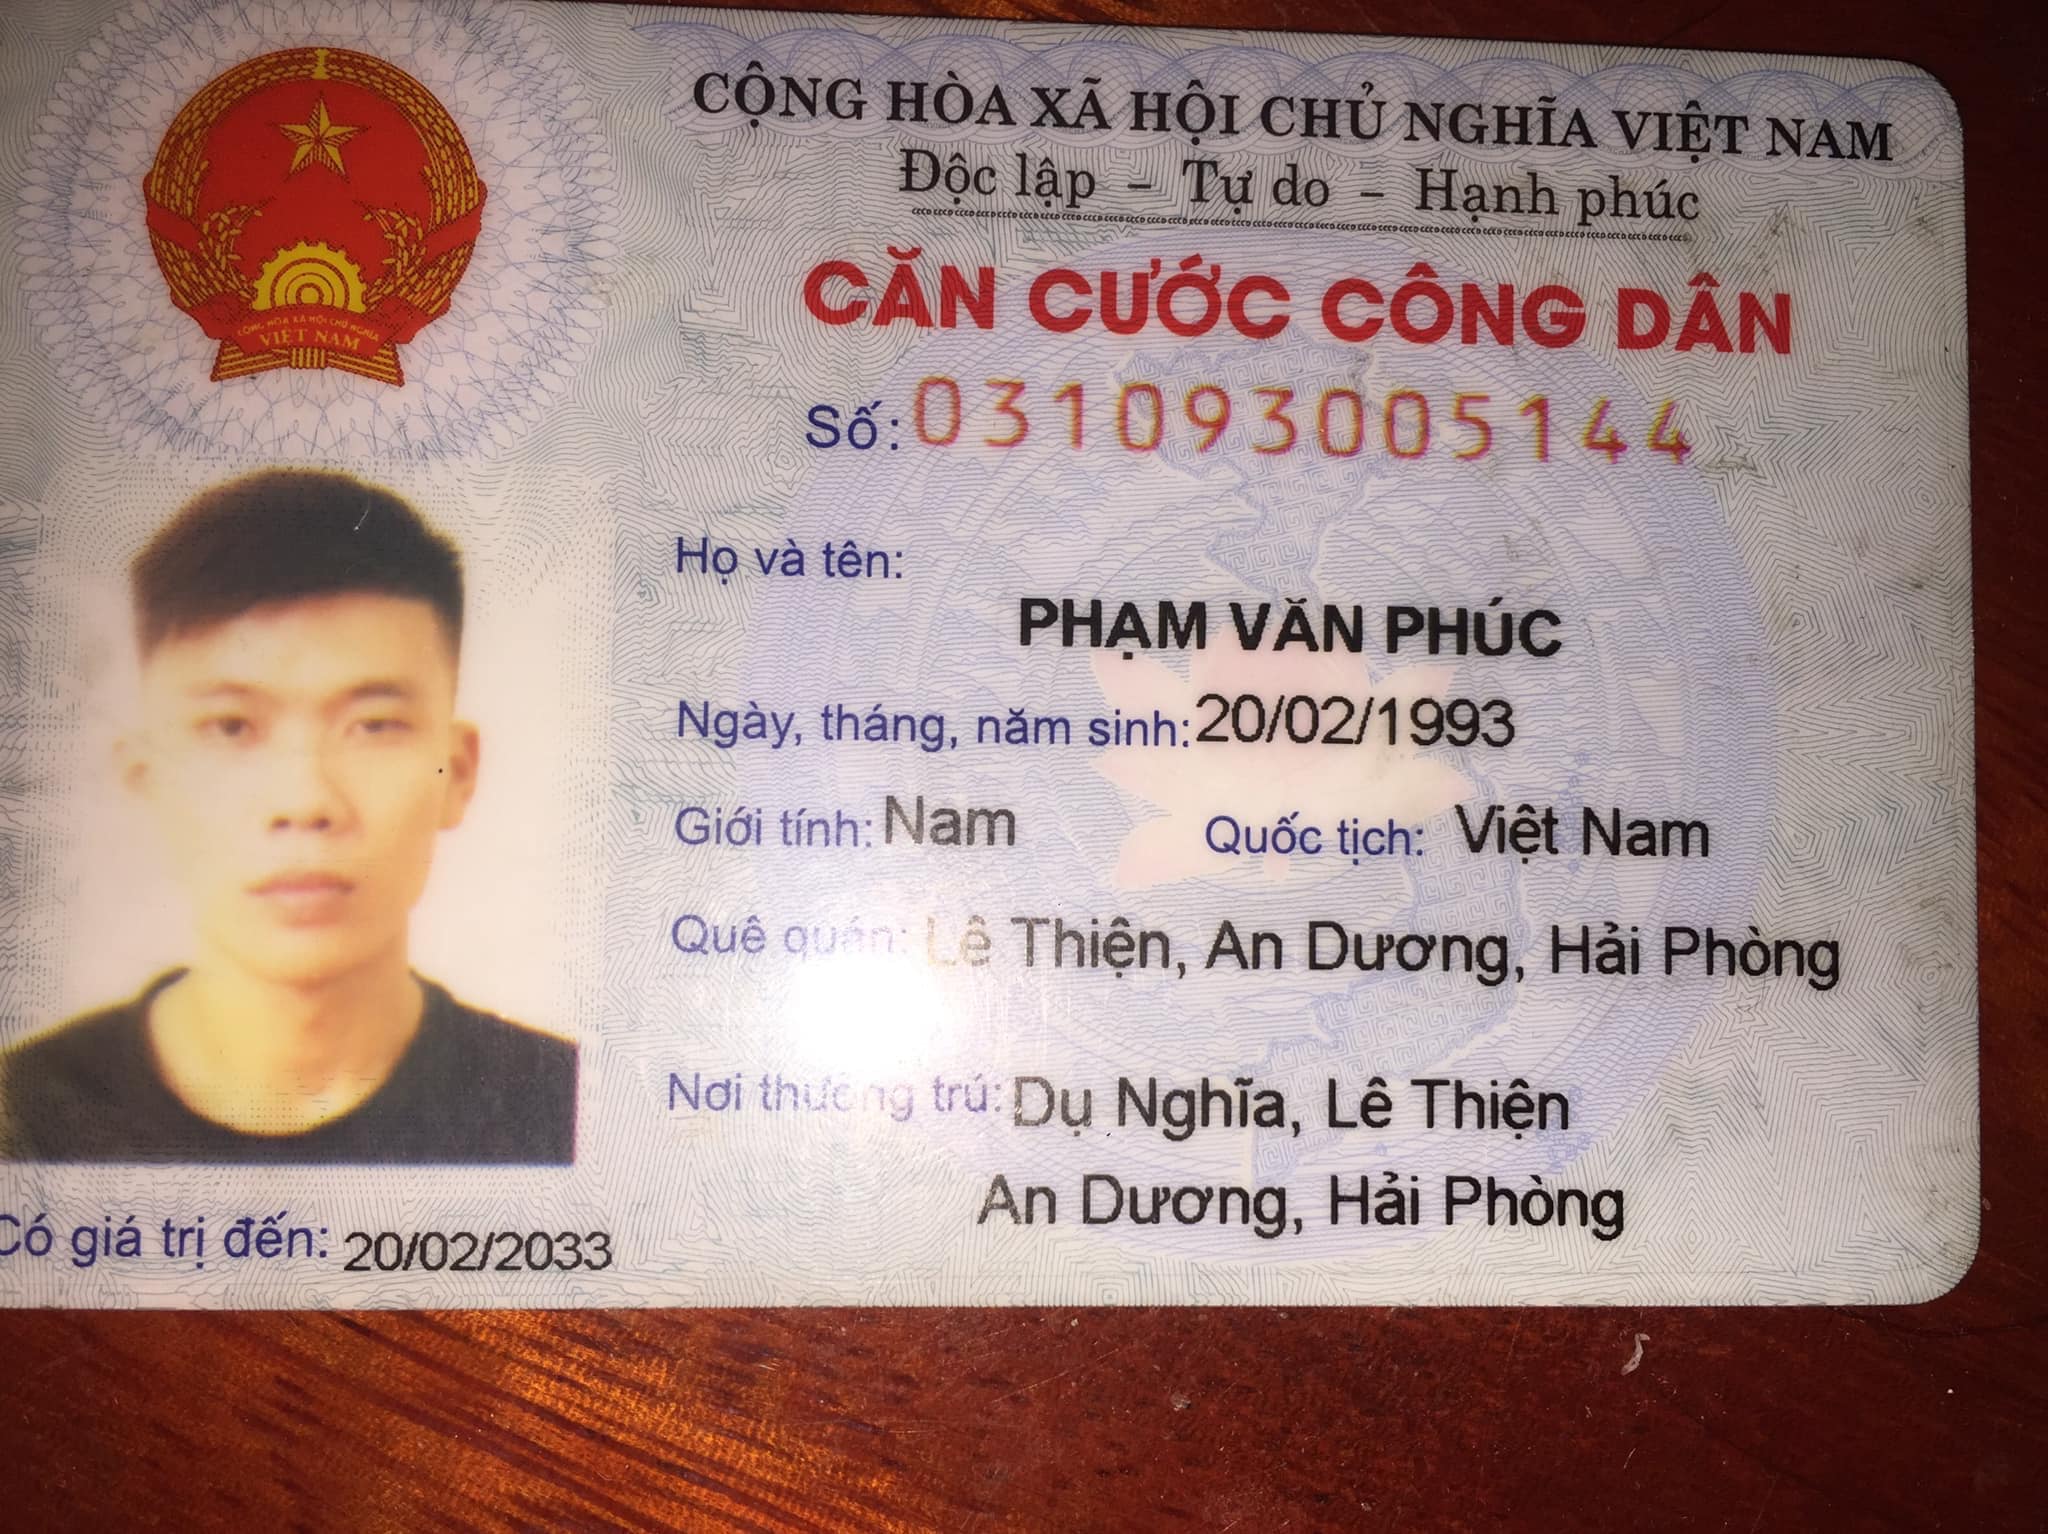 CỘNG HÒA XÃ HỘI CHỦ NGHĨA VIỆT NAM
Độc lập – Tự do – Hạnh phúc
CỘNG HÒA XÃ HỘI CHỦ NGHĨA
VIỆT NAM
CĂN CƯỚC CÔNG DÂN
Số: 031093005144
Họ và tên:
PHẠM VĂN PHÚC
Ngày, tháng, năm sinh: 20/02/1993
Giới tính: Nam Quốc tịch: Việt Nam
Quê quán: Lê Thiện, An Dương, Hải Phòng
Nơi thường trú: Dụ Nghĩa, Lê Thiện
An Dương, Hải Phòng
Có giá trị đến: 20/02/2033